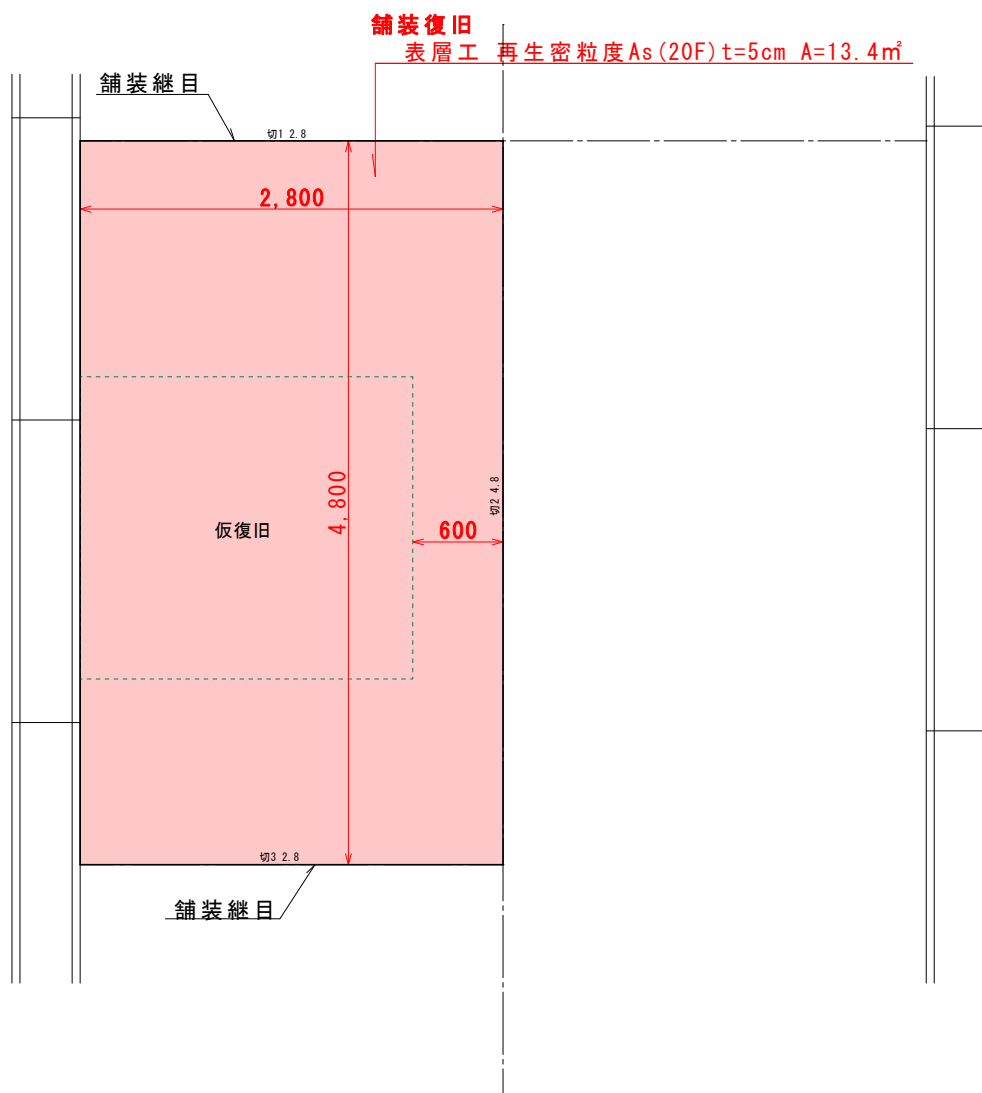 舗装復旧
表層工 再生密粒度As(20F)t=5cm A=13.4㎡
舗装継目
切1 2.8
2,800
4,800
切2 4.8
仮復旧
600
切3 2.8
舗装継目